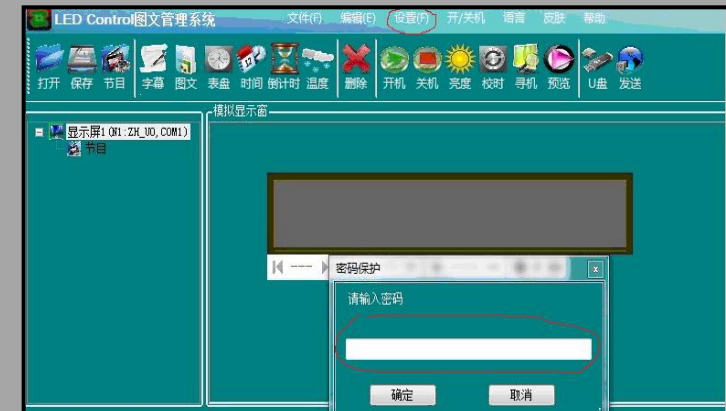 LED Control图文管理系统
文件(F) 编辑(E) 设置(F) 开/关机 语言 皮肤 帮助
打开 保存 节目 字幕 图文 表盘 时间 倒计时 温度 删除 开机 关机 亮度 校时 寻机 预览 U盘 发送
模拟显示窗
显示屏1(N1:ZH_U0,COM1)
节目
密码保护
请输入密码
确定 取消